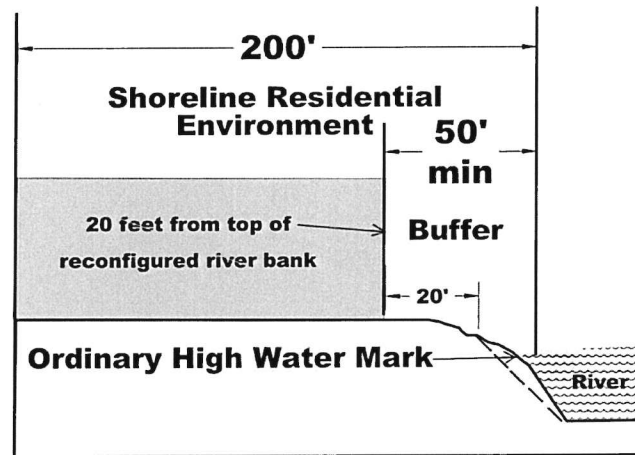 200'
Shoreline Residential
Environment
50'
min
20 feet from top of
reconfigured river bank
Buffer
20'
Ordinary High Water Mark
River